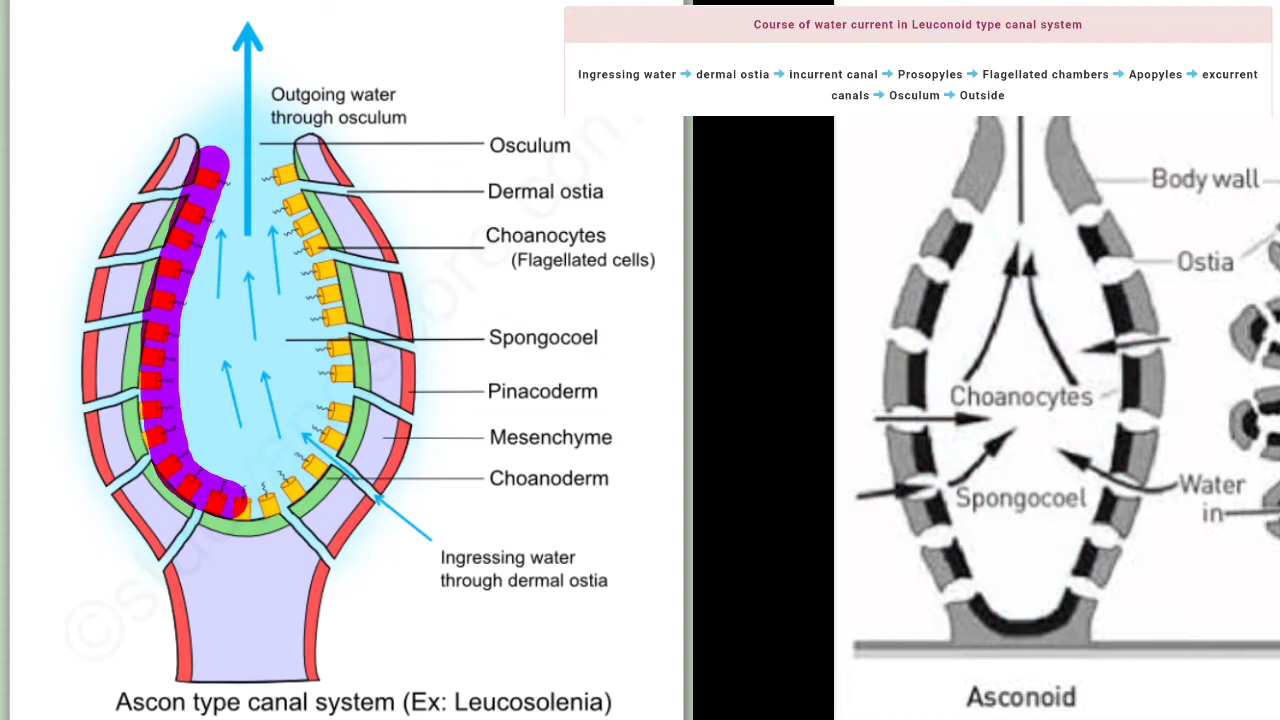 Course of water current in Leuconoid type canal system
Ingressing water ➔ dermal ostia ➔ incurrent canal ➔ Prosopyles ➔ Flagellated chambers ➔ Apopyles ➔ excurrent
canals ➔ Osculum ➔ Outside
Outgoing water
through osculum
Osculum
Dermal ostia
Choanocytes
(Flagellated cells)
Spongocoel
Pinacoderm
Mesenchyme
Choanoderm
Ingressing water
through dermal ostia
Ascon type canal system (Ex: Leucosolenia)
Body wall
Ostia
Choanocytes
Spongocoel
Water
in
Asconoid